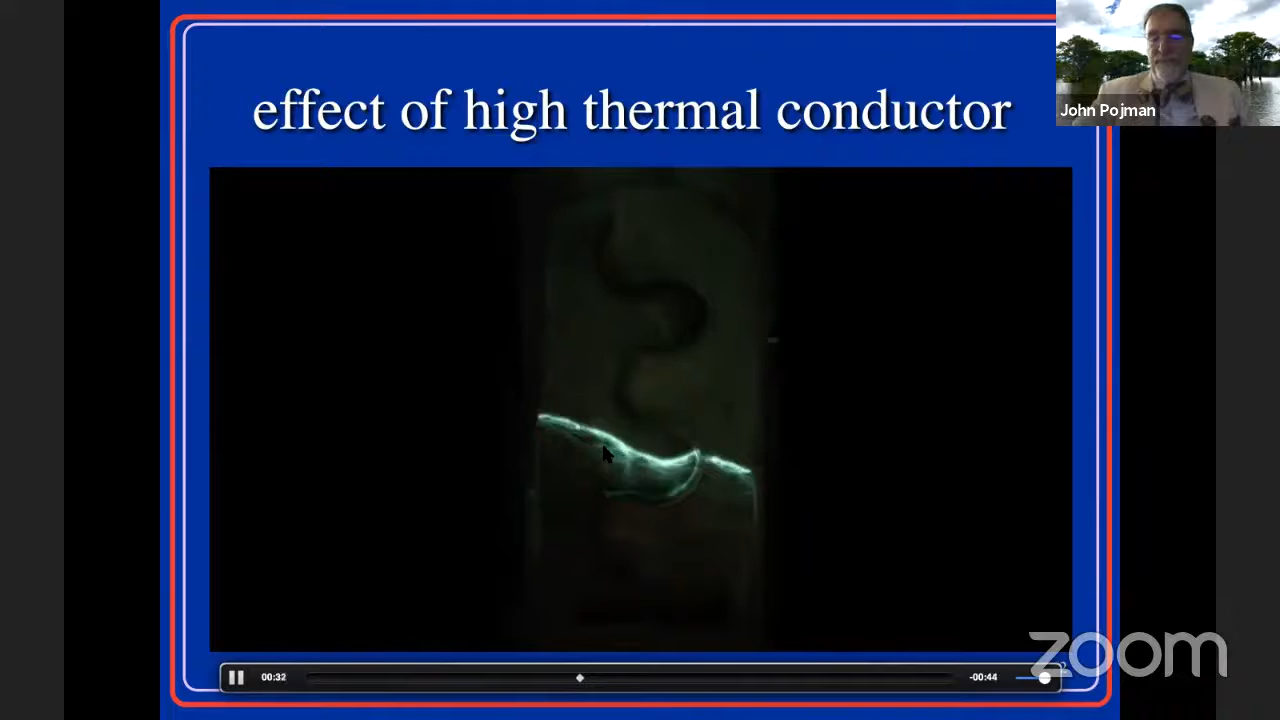 effect of high thermal conductor
John Pojman
00:32
-00:44
zoom